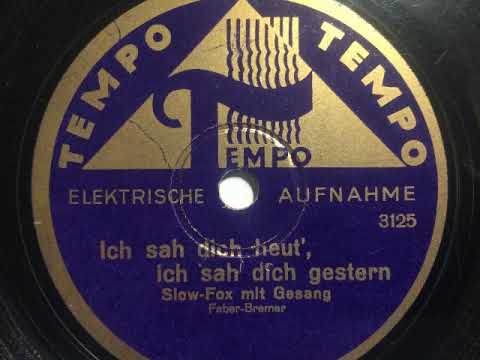 TEMPO TEMPO
TEMPO TEMPO
ELEKTRISCHE AUFNAHME
3125
Ich sah dich heut',
ich sah dich gestern
Slow-Fox mit Gesang
Faber-Bremer